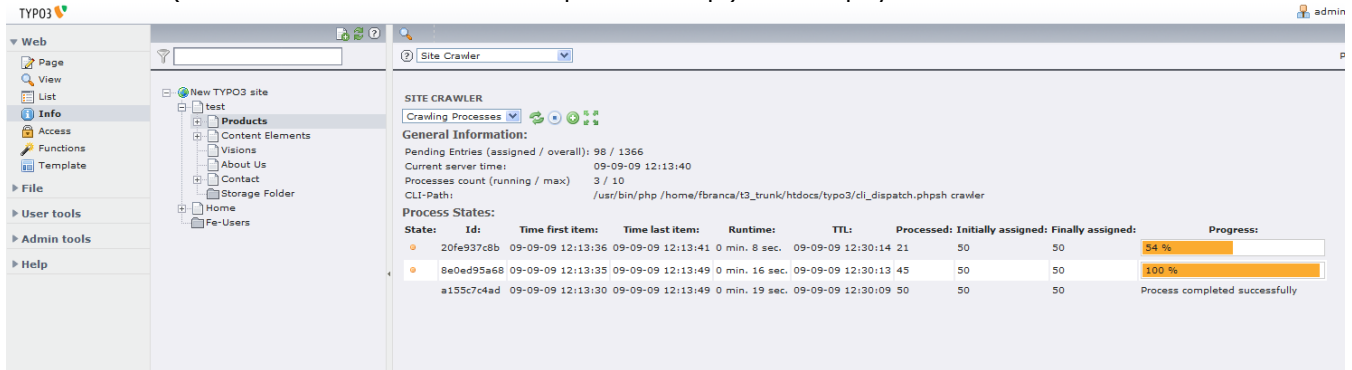 TYPO3
admin
Web
Page
View
List
Info
Access
Functions
Template
File
User tools
Admin tools
Help
New TYPO3 site
test
Products
Content Elements
Visions
About Us
Contact
Storage Folder
Home
Fe-Users
Site Crawler
SITE CRAWLER
Crawling Processes
General Information:
Pending Entries (assigned / overall): 98 / 1366
Current server time: 09-09-09 12:13:40
Processes count (running / max) 3 / 10
CLI-Path: /usr/bin/php /home/fbranca/t3_trunk/htdocs/typo3/cli_dispatch.phpsh crawler
Process States:
State: Id: Time first item: Time last item: Runtime: TTL: Processed: Initially assigned: Finally assigned: Progress:
20fe937c8b 09-09-09 12:13:36 09-09-09 12:13:41 0 min. 8 sec. 09-09-09 12:30:14 21 50 50 54 %
8e0ed95a68 09-09-09 12:13:35 09-09-09 12:13:49 0 min. 16 sec. 09-09-09 12:30:13 45 50 50 100 %
a155c7c4ad 09-09-09 12:13:30 09-09-09 12:13:49 0 min. 19 sec. 09-09-09 12:30:09 50 50 50 Process completed successfully